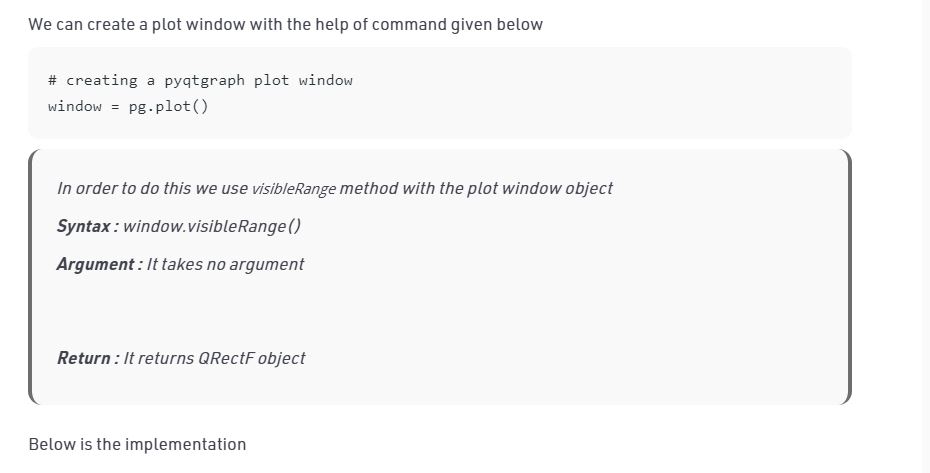 We can create a plot window with the help of command given below
# creating a pyqtgraph plot window
window = pg.plot()
In order to do this we use visibleRange method with the plot window object
Syntax : window.visibleRange()
Argument : It takes no argument
Return : It returns QRectF object
Below is the implementation